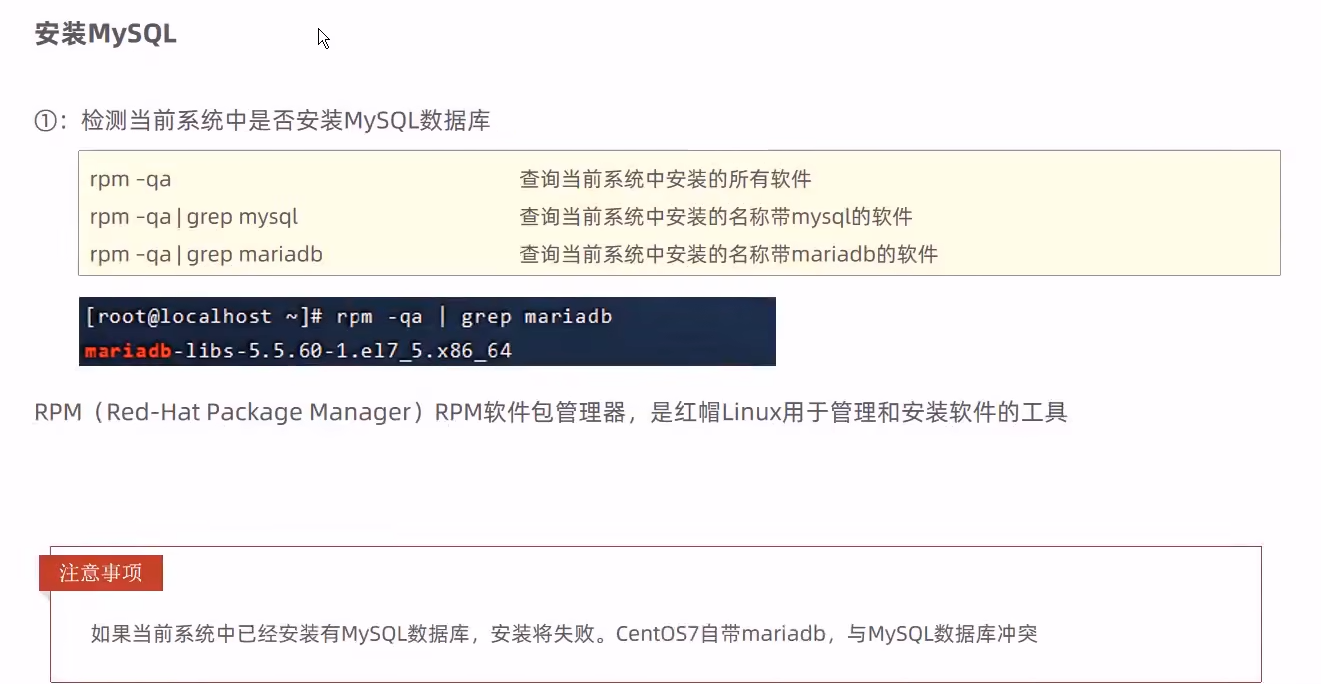 安装MySQL
①：检测当前系统中是否安装MySQL数据库
rpm –qa 查询当前系统中安装的所有软件
rpm –qa | grep mysql 查询当前系统中安装的名称带mysql的软件
rpm –qa | grep mariadb 查询当前系统中安装的名称带mariadb的软件
[root@localhost ~]# rpm -qa | grep mariadb
mariadb-libs-5.5.60-1.el7_5.x86_64
RPM（Red-Hat Package Manager）RPM软件包管理器，是红帽Linux用于管理和安装软件的工具
注意事项
如果当前系统中已经安装有MySQL数据库，安装将失败。CentOS7自带mariadb，与MySQL数据库冲突